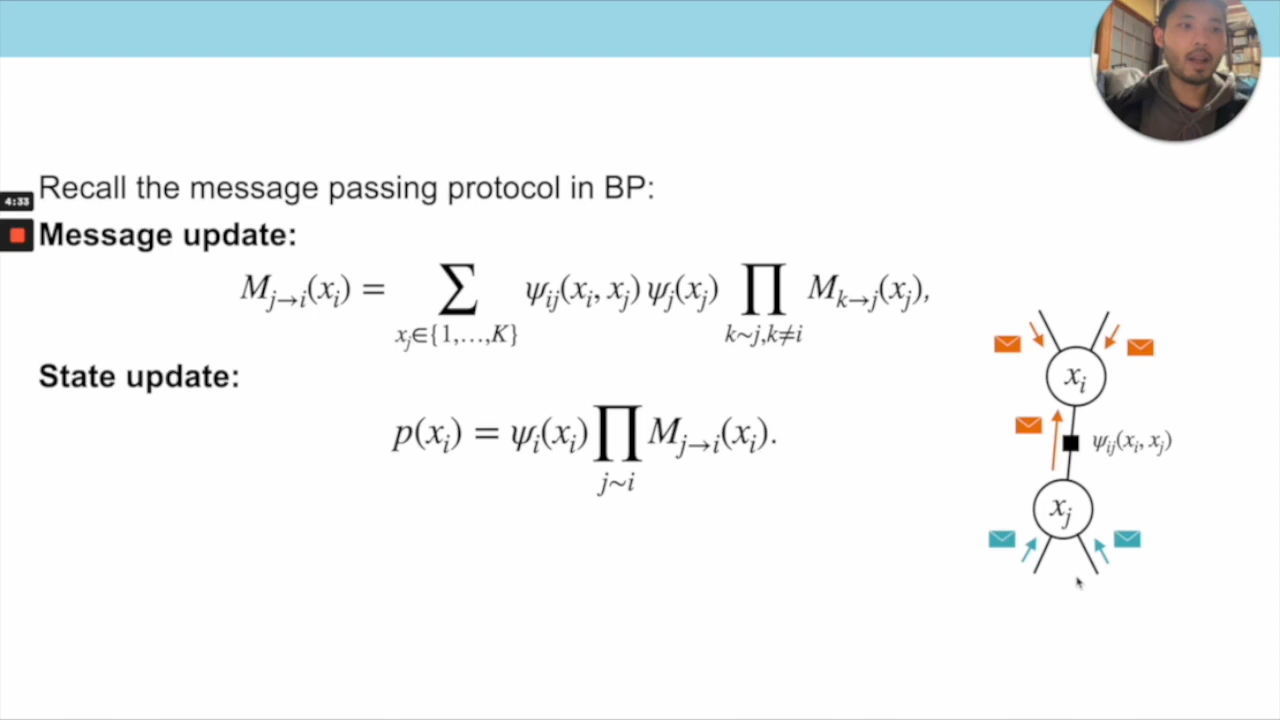 Recall the message passing protocol in BP:
4:33
Message update:
M_{j→i}(x_i) = ∑_{x_j∈{1,…,K}} ψ_{ij}(x_i, x_j) ψ_j(x_j) ∏_{k~j,k≠i} M_{k→j}(x_j),
State update:
p(x_i) = ψ_i(x_i) ∏_{j~i} M_{j→i}(x_i).
x_i
ψ_{ij}(x_i, x_j)
x_j